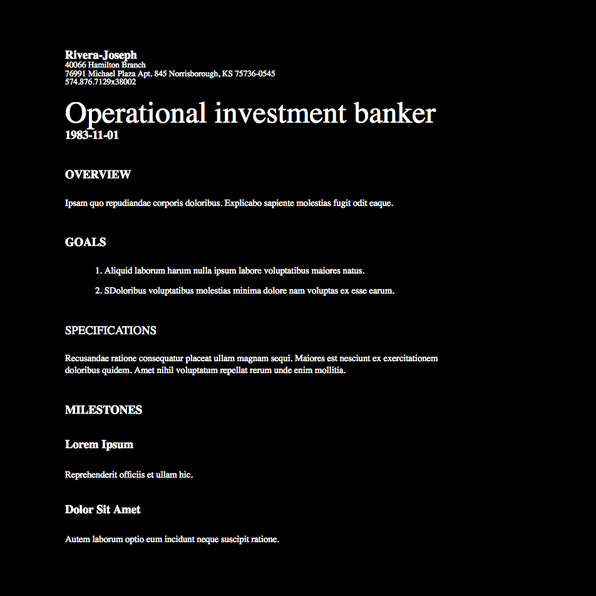 Rivera-Joseph
40066 Hamilton Branch
76991 Michael Plaza Apt. 845 Norrisborough, KS 75736-0545
574.876.7129x38002
Operational investment banker
1983-11-01
OVERVIEW
Ipsam quo repudiandae corporis doloribus. Explicabo sapiente molestias fugit odit eaque.
GOALS
1. Aliquid laborum harum nulla ipsum labore voluptatibus maiores natus.
2. SDoloribus voluptatibus molestias minima dolore nam voluptas ex esse earum.
SPECIFICATIONS
Recusandae ratione consequatur placeat ullam magnam sequi. Maiores est nesciunt ex exercitationem
doloribus quidem. Amet nihil voluptatum repellat rerum unde enim mollitia.
MILESTONES
Lorem Ipsum
Reprehenderit officiis et ullam hic.
Dolor Sit Amet
Autem laborum optio eum incidunt neque suscipit ratione.